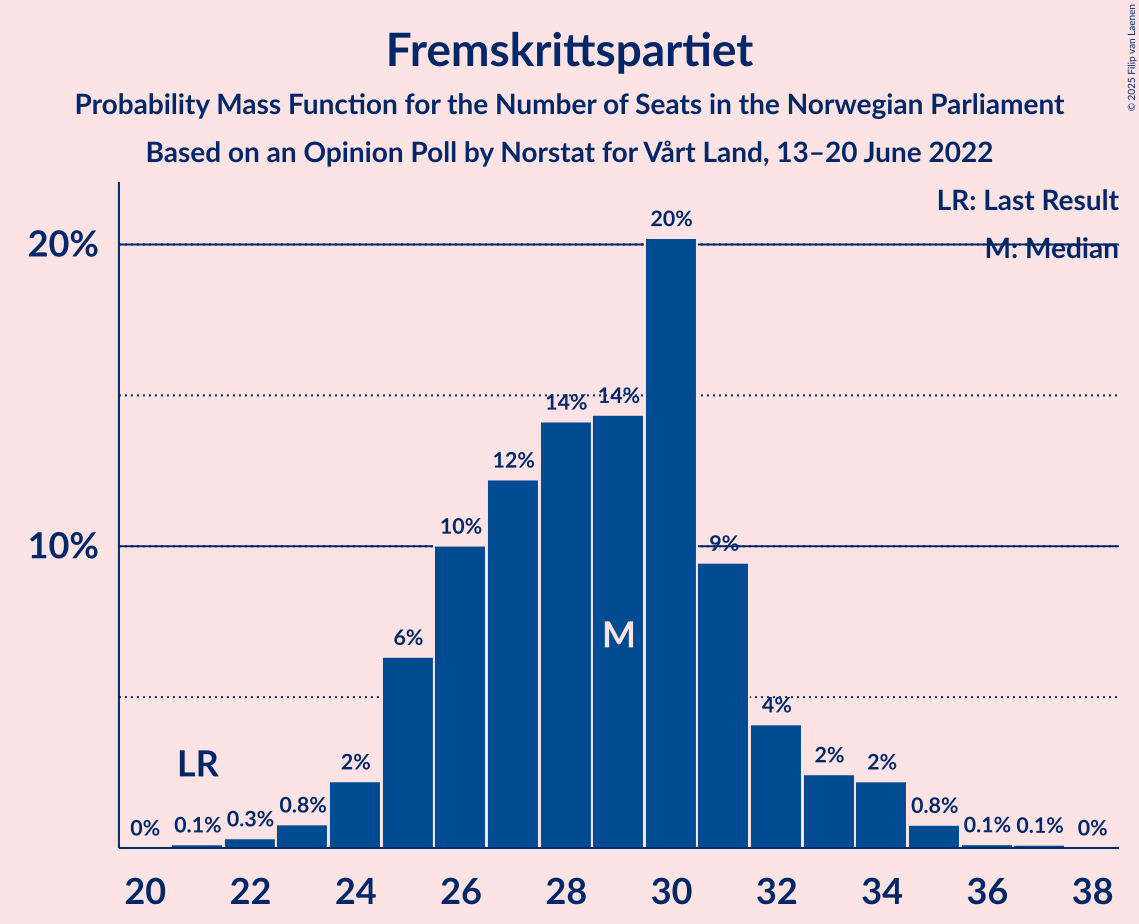 Fremskrittspartiet
Probability Mass Function for the Number of Seats in the Norwegian Parliament
Based on an Opinion Poll by Norstat for Vårt Land, 13–20 June 2022
© 2025 Filip van Laenen
LR: Last Result
M: Median
20%
10%
0%
0.1%
0.3%
0.8%
2%
6%
10%
12%
14%
14%
20%
9%
4%
2%
2%
0.8%
0.1%
0.1%
0%
LR
M
20 22 24 26 28 30 32 34 36 38